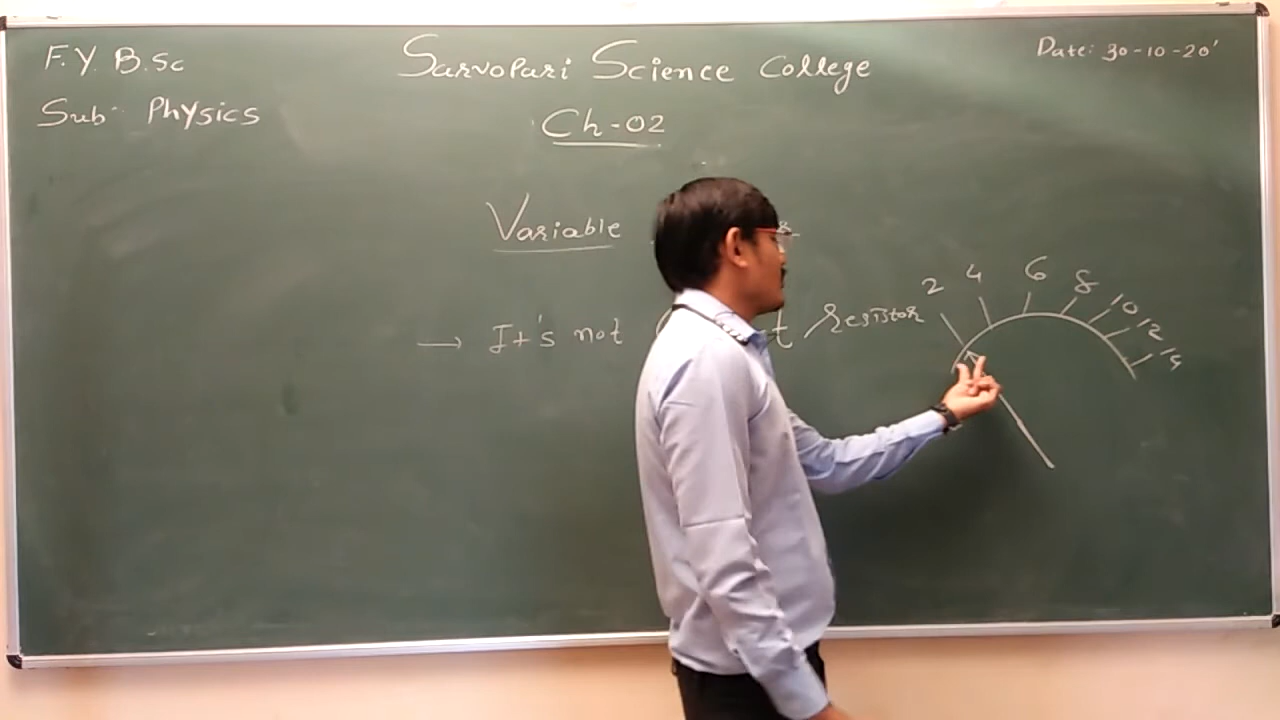 F.Y. B.Sc
Sarvopari Science College
Date: 30-10-20'
Sub: Physics
Ch-02
Variable
→ It's not resistor
2 4 6 8 10 12 14